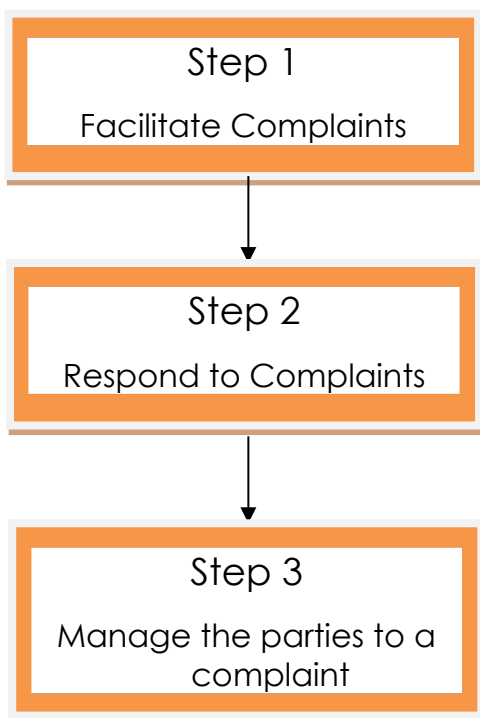 Step 1
Facilitate Complaints
Step 2
Respond to Complaints
Step 3
Manage the parties to a
complaint